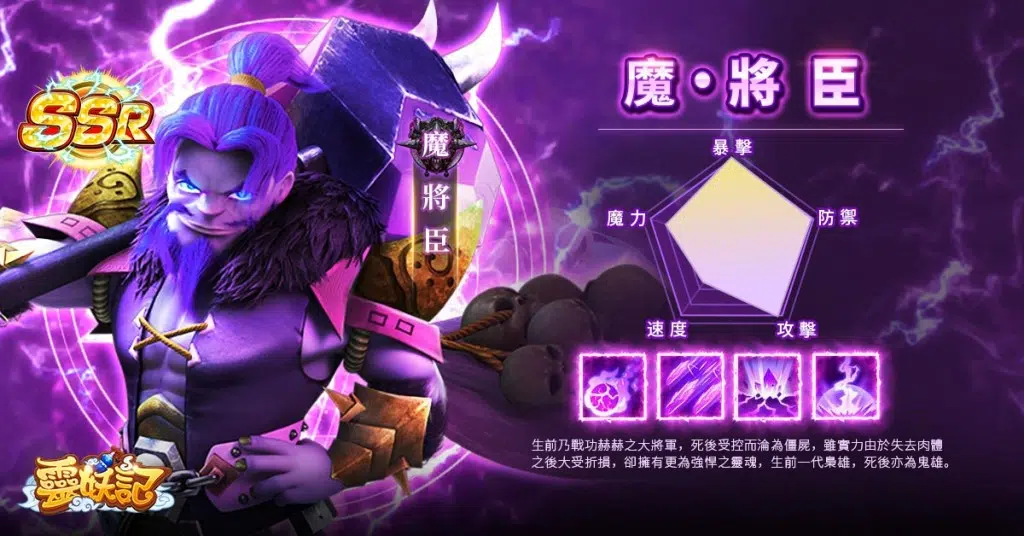 SSR
魔
將
臣
靈妖記
魔·將臣
暴擊
魔力
防禦
速度
攻擊
生前乃戰功赫赫之大將軍，死後受控而淪為僵屍，雖實力由於失去肉體
之後大受折損，卻擁有更為強悍之靈魂，生前一代梟雄，死後亦為鬼雄。